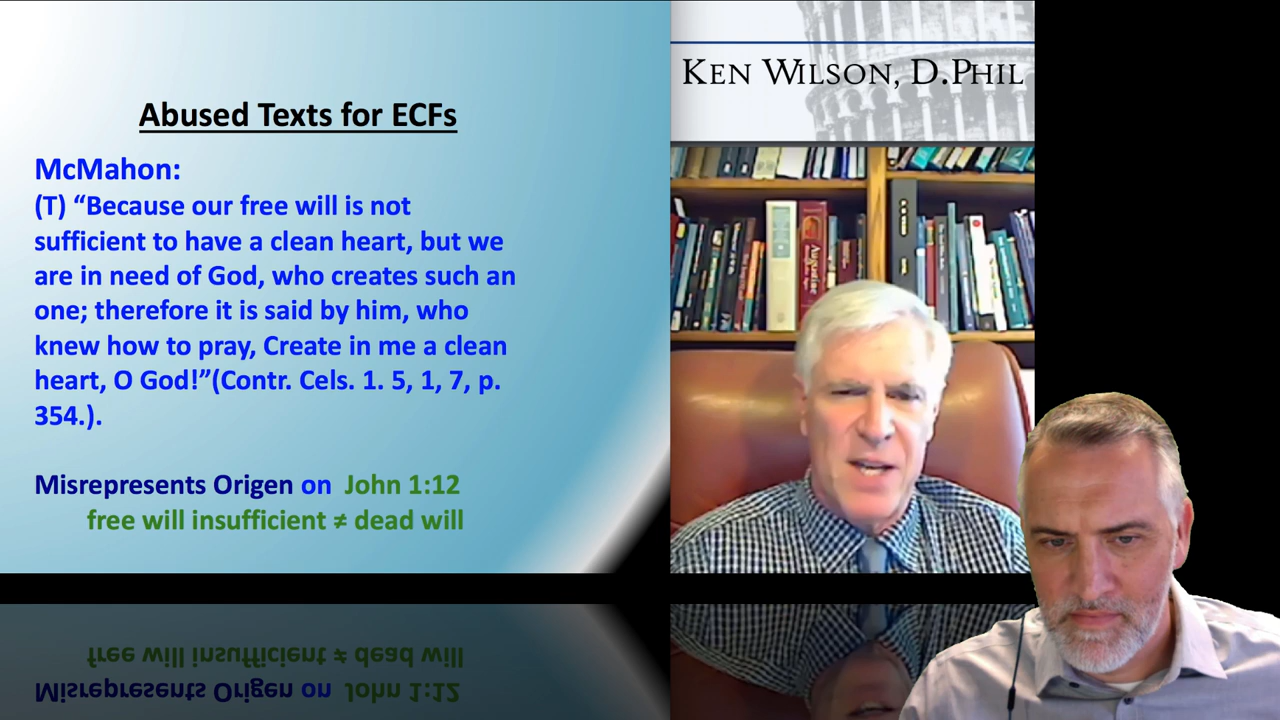 KEN WILSON, D.PHIL
Abused Texts for ECFs
McMahon:
(T) “Because our free will is not
sufficient to have a clean heart, but we
are in need of God, who creates such an
one; therefore it is said by him, who
knew how to pray, Create in me a clean
heart, O God!”(Contr. Cels. 1. 5, 1, 7, p.
354.).
Misrepresents Origen on John 1:12
free will insufficient ≠ dead will
Augustine
free will insufficient ≠ dead will
Misrepresents Origen on John 1:12